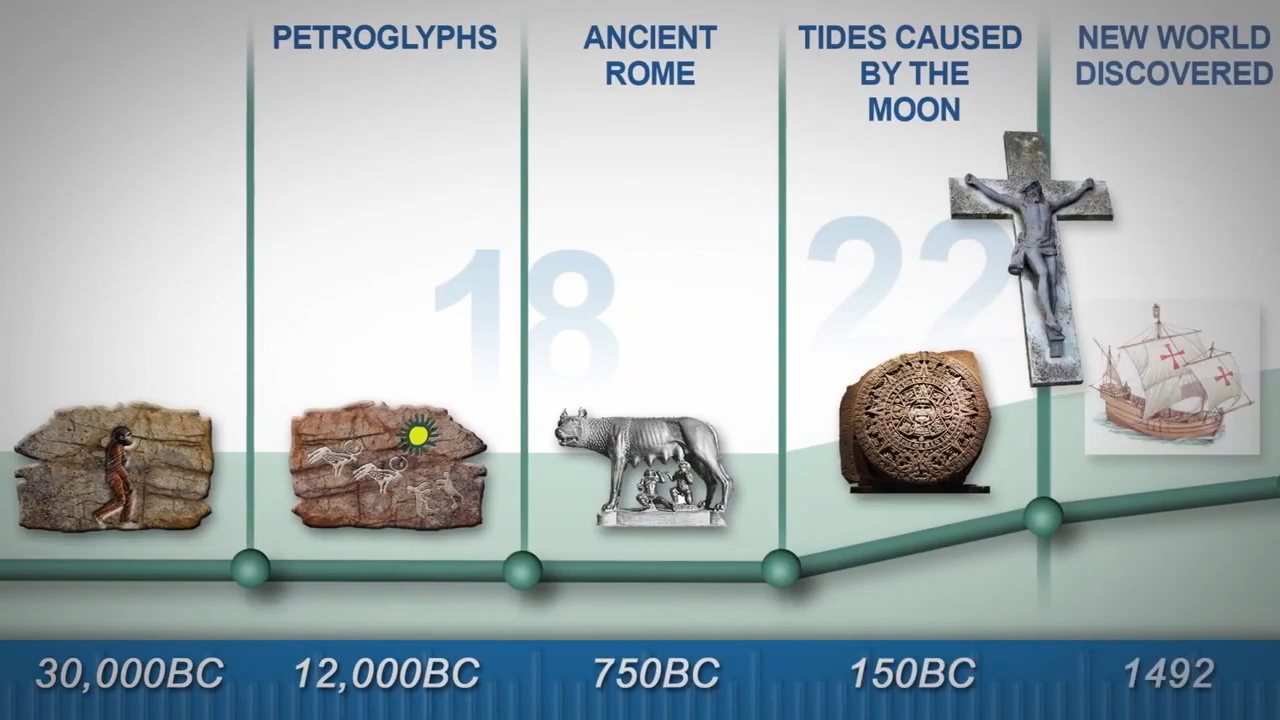 PETROGLYPHS
ANCIENT
ROME
TIDES CAUSED
BY THE
MOON
NEW WORLD
DISCOVERED
18
22
30,000BC
12,000BC
750BC
150BC
1492